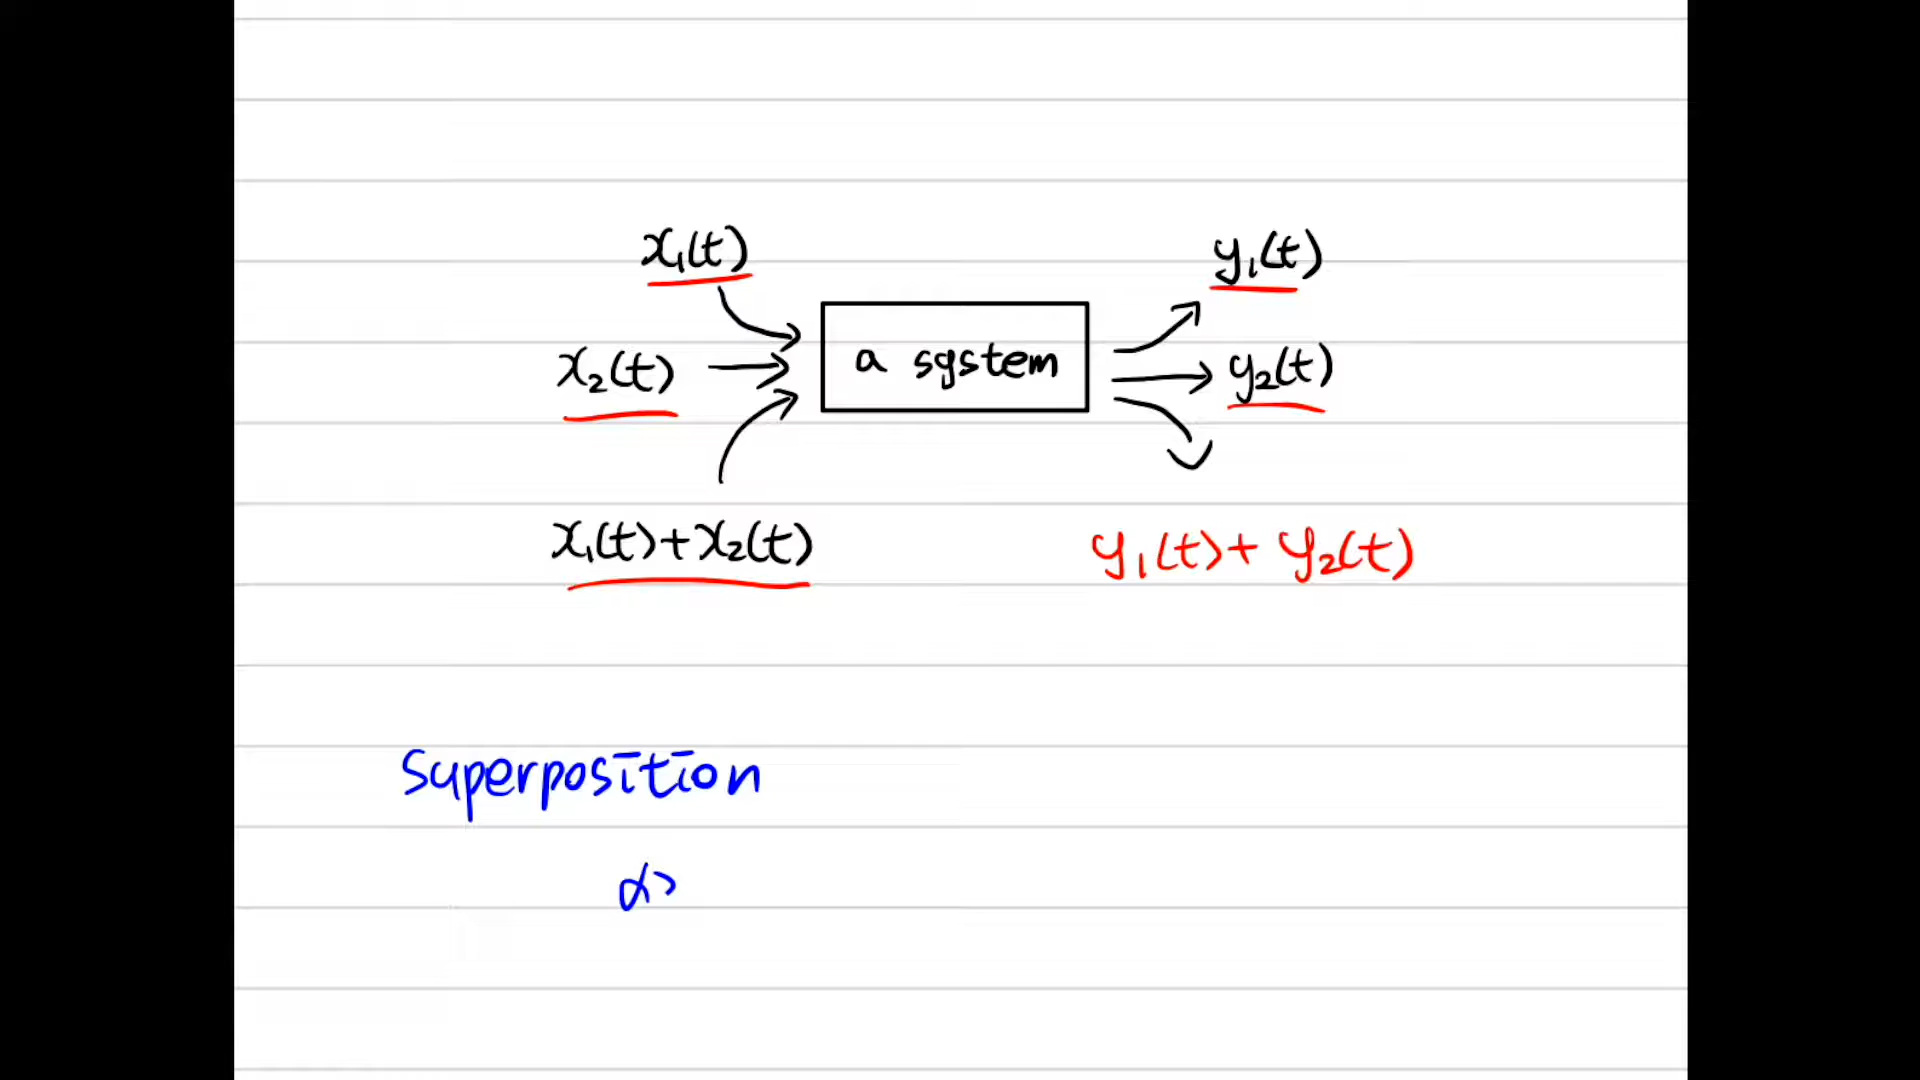 x₁(t) y₁(t)
x₂(t) a system y₂(t)
x₁(t)+x₂(t) y₁(t)+ y₂(t)
Superposition
α